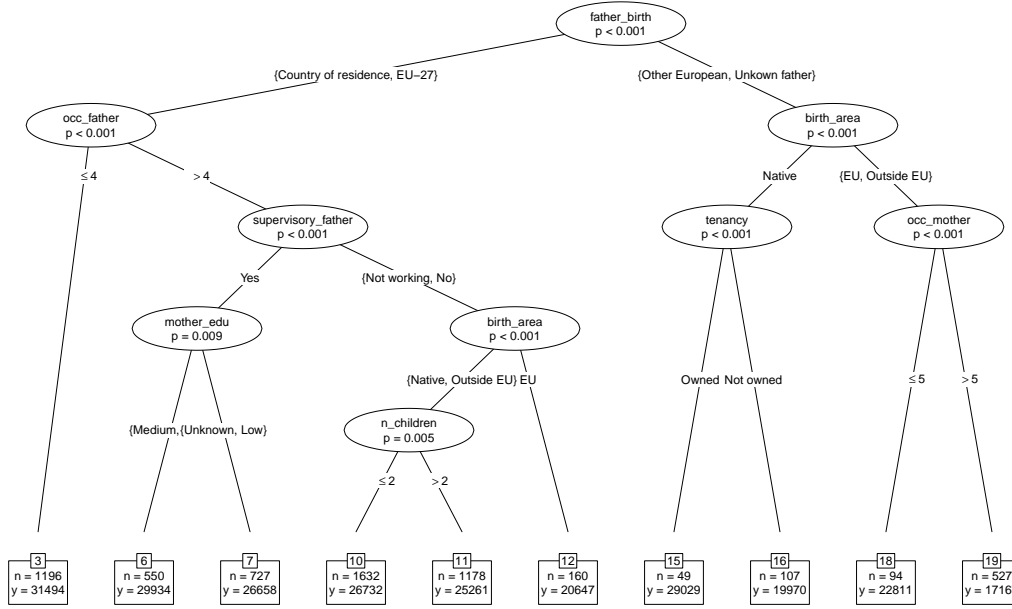 father_birth
p < 0.001
{Country of residence, EU−27}
{Other European, Unkown father}
occ_father
p < 0.001
birth_area
p < 0.001
≤ 4
> 4
Native
{EU, Outside EU}
supervisory_father
p < 0.001
tenancy
p < 0.001
occ_mother
p < 0.001
Yes
{Not working, No}
mother_edu
p = 0.009
birth_area
p < 0.001
{Native, Outside EU}
EU
Owned
Not owned
≤ 5
> 5
n_children
p = 0.005
{Medium,
{Unknown, Low}
≤ 2
> 2
3
n = 1196
y = 31494
6
n = 550
y = 29934
7
n = 727
y = 26658
10
n = 1632
y = 26732
11
n = 1178
y = 25261
12
n = 160
y = 20647
15
n = 49
y = 29029
16
n = 107
y = 19970
18
n = 94
y = 22811
19
n = 527
y = 1716